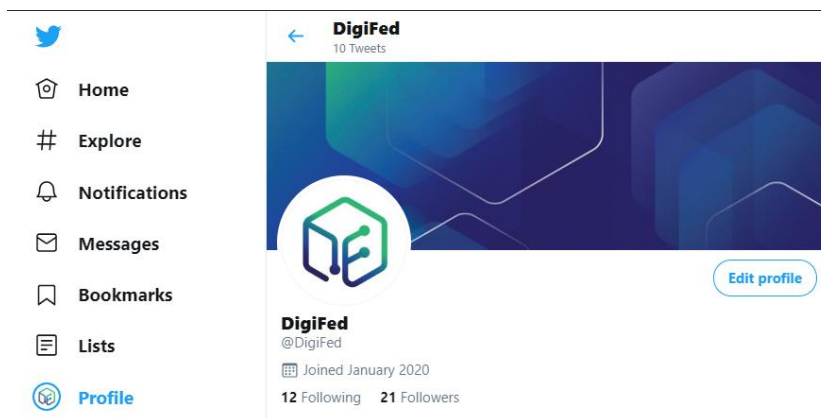 Home
Explore
Notifications
Messages
Bookmarks
Lists
Profile
DigiFed
10 Tweets
Edit profile
DigiFed
@DigiFed
Joined January 2020
12 Following 21 Followers